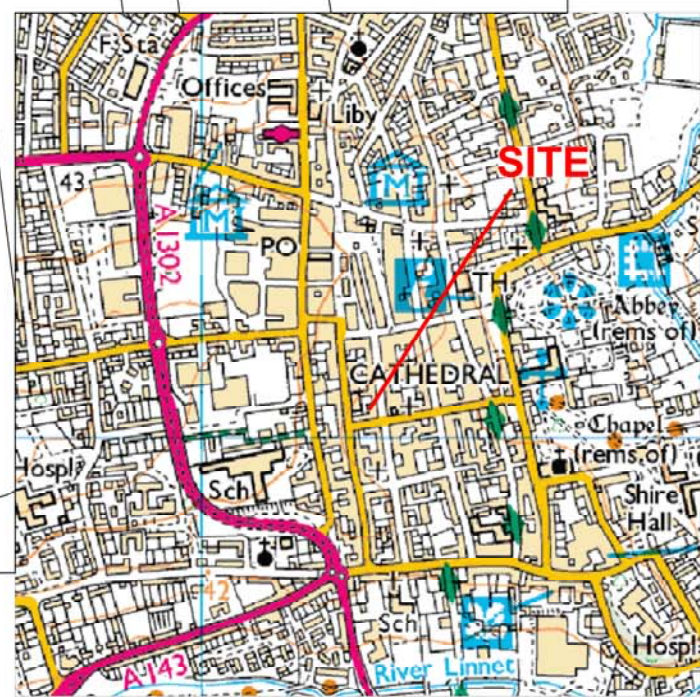 F Sta
Offices
Liby
SITE
43
M
M
A 1302
PO
P
TH
Abbey
(rems of)
CATHEDRAL
Chapel
(rems of)
Hospl
Sch
Shire
Hall
42
Sch
Hospl
A 143
River Linnet